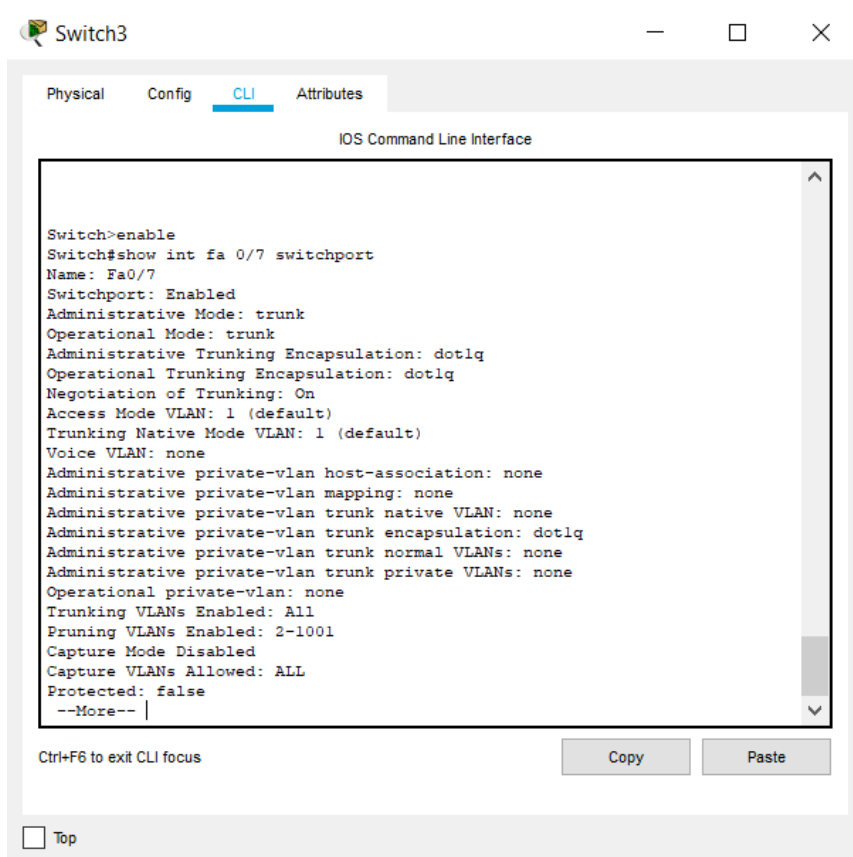 Switch3
Physical Config CLI Attributes
IOS Command Line Interface
Switch>enable
Switch#show int fa 0/7 switchport
Name: Fa0/7
Switchport: Enabled
Administrative Mode: trunk
Operational Mode: trunk
Administrative Trunking Encapsulation: dot1q
Operational Trunking Encapsulation: dot1q
Negotiation of Trunking: On
Access Mode VLAN: 1 (default)
Trunking Native Mode VLAN: 1 (default)
Voice VLAN: none
Administrative private-vlan host-association: none
Administrative private-vlan mapping: none
Administrative private-vlan trunk native VLAN: none
Administrative private-vlan trunk encapsulation: dot1q
Administrative private-vlan trunk normal VLANs: none
Administrative private-vlan trunk private VLANs: none
Operational private-vlan: none
Trunking VLANs Enabled: All
Pruning VLANs Enabled: 2-1001
Capture Mode Disabled
Capture VLANs Allowed: ALL
Protected: false
--More--
Ctrl+F6 to exit CLI focus Copy Paste
Top